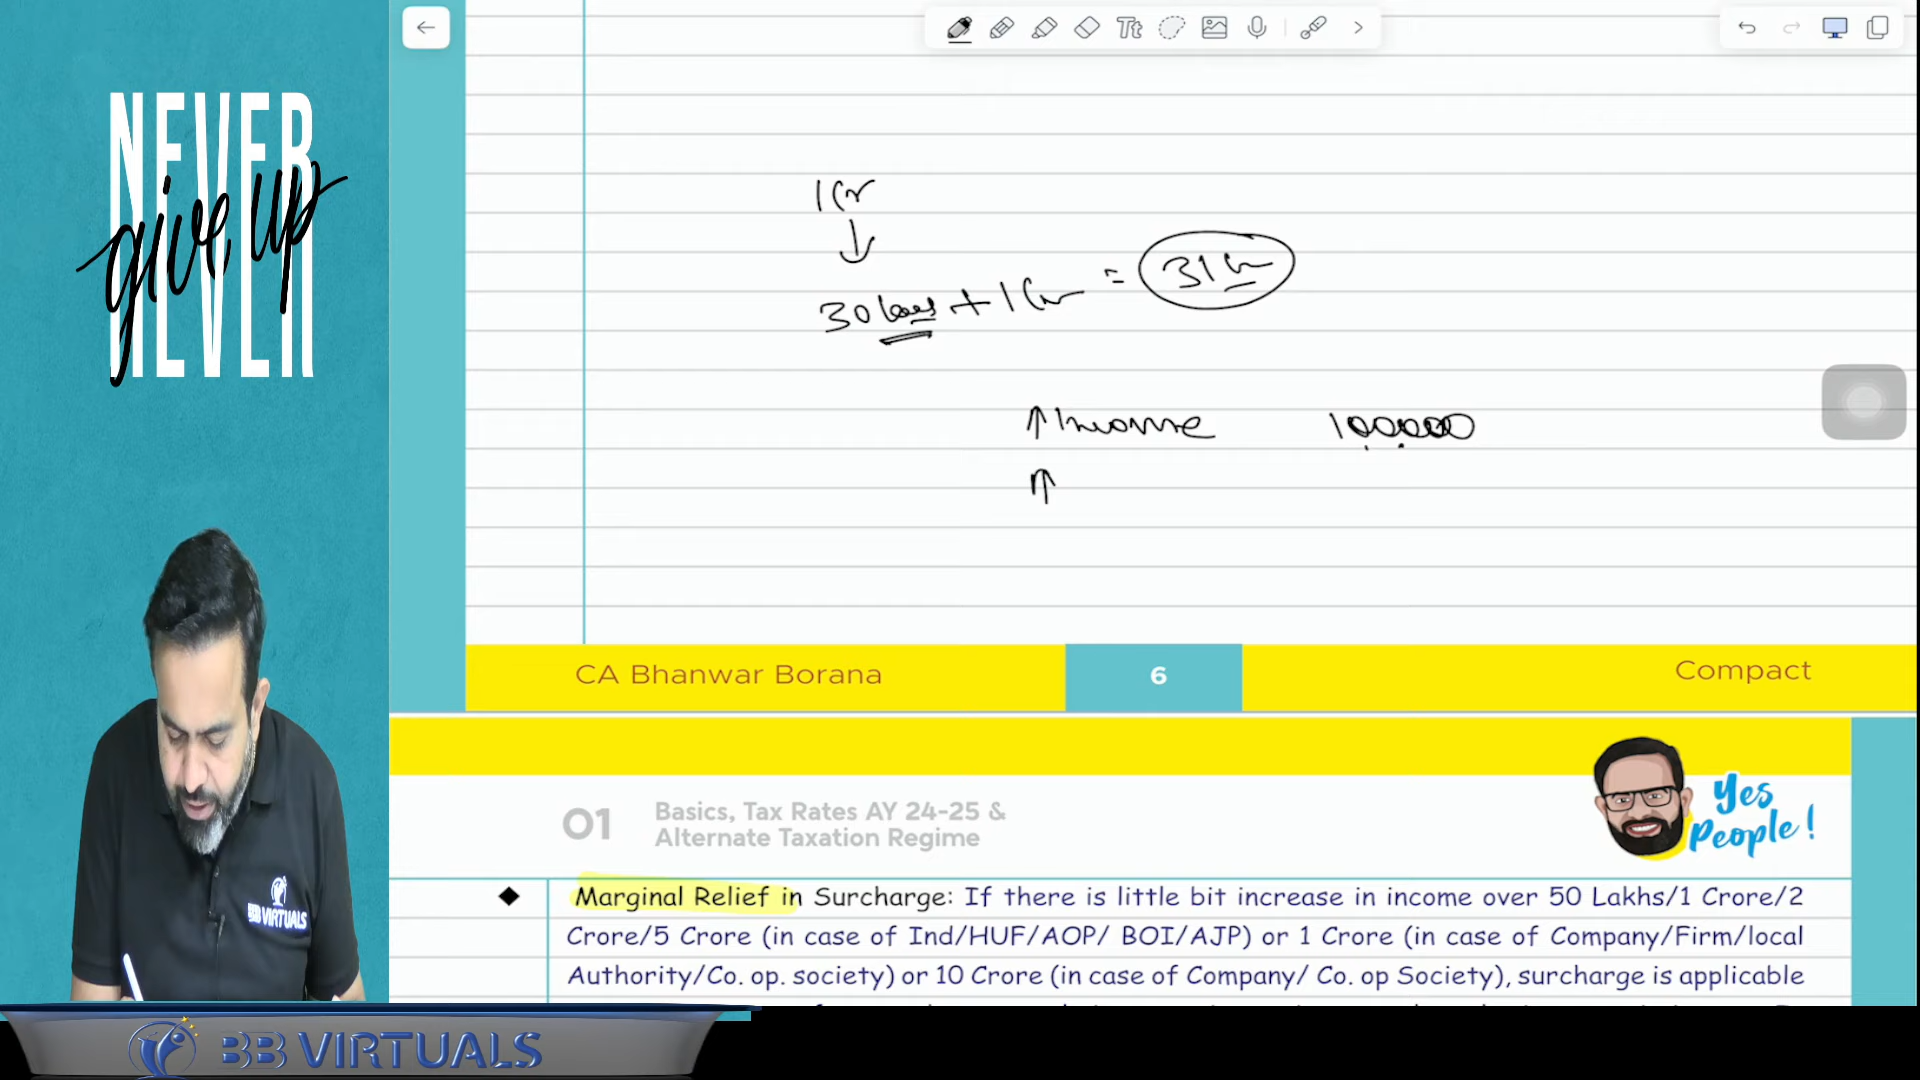 NEVER
give up
NEVER
1 Cr
↓
30 + 1 Cr = 31 Cr
↑ Income 1,00,000
↑
CA Bhanwar Borana 6 Compact
01 Basics, Tax Rates AY 24-25 &
Alternate Taxation Regime
Yes
People!
◆ Marginal Relief in Surcharge: If there is little bit increase in income over 50 Lakhs/1 Crore/2
Crore/5 Crore (in case of Ind/HUF/AOP/ BOI/AJP) or 1 Crore (in case of Company/Firm/local
Authority/Co. op. society) or 10 Crore (in case of Company/ Co. op Society), surcharge is applicable
BB VIRTUALS
BB VIRTUALS